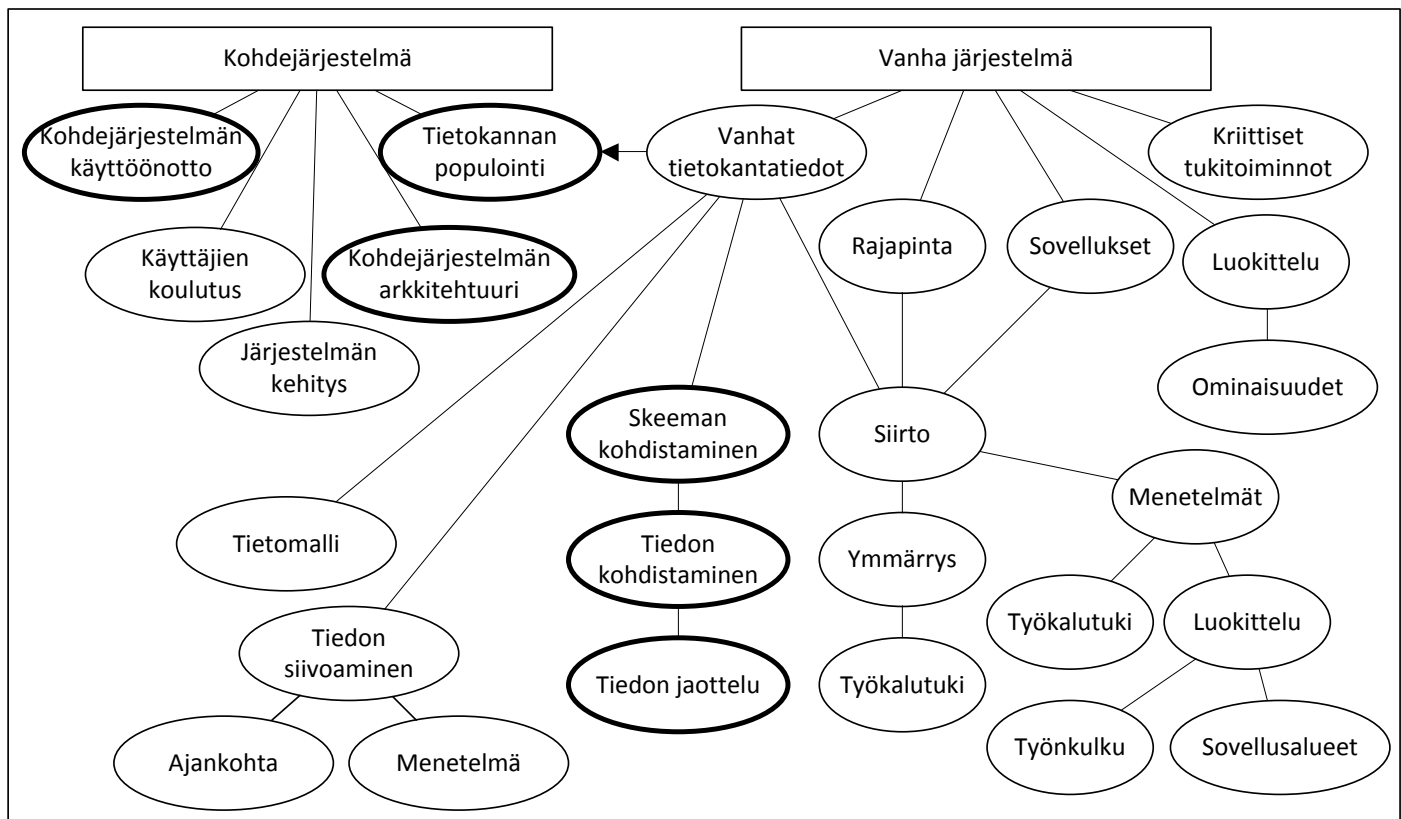 Kohdejärjestelmä
Vanha järjestelmä
Kohdejärjestelmän
käyttöönotto
Tietokannan
populointi
Vanhat
tietokantatiedot
Kriittiset
tukitoiminnot
Käyttäjien
koulutus
Kohdejärjestelmän
arkkitehtuuri
Rajapinta
Sovellukset
Luokittelu
Järjestelmän
kehitys
Ominaisuudet
Skeeman
kohdistaminen
Siirto
Menetelmät
Tietomalli
Tiedon
kohdistaminen
Ymmärrys
Työkalutuki
Luokittelu
Tiedon
siivoaminen
Tiedon jaottelu
Työkalutuki
Työnkulku
Sovellusalueet
Ajankohta
Menetelmä